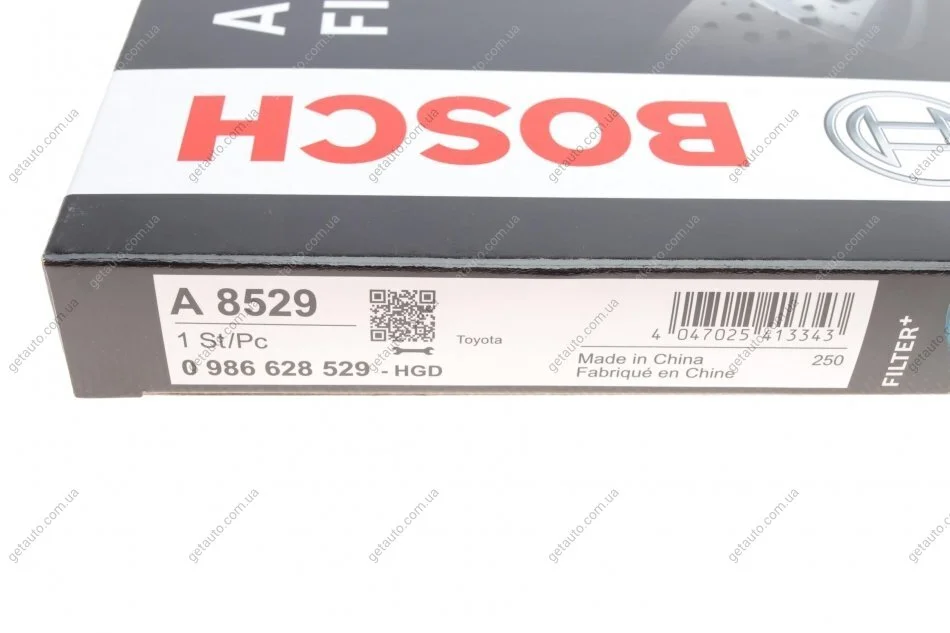 A
FI
BOSCH
A 8529
1 St/Pc
0 986 628 529 - HGD
Toyota
4 047025 413343
Made in China
Fabriqué en Chine
250
FILTER+
getauto.com.ua